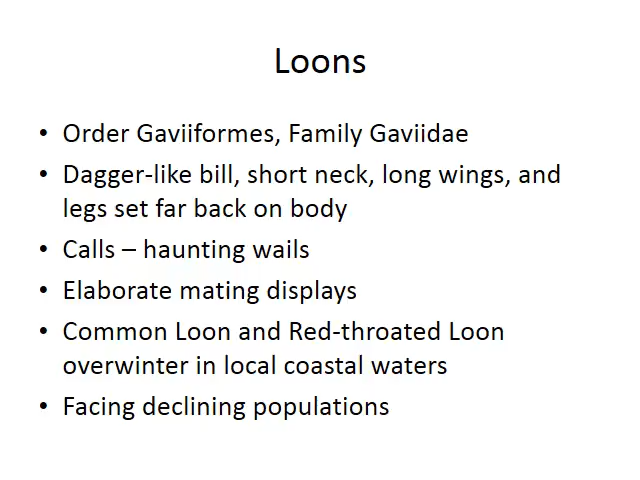 Loons
• Order Gaviiformes, Family Gaviidae
• Dagger-like bill, short neck, long wings, and
legs set far back on body
• Calls – haunting wails
• Elaborate mating displays
• Common Loon and Red-throated Loon
overwinter in local coastal waters
• Facing declining populations